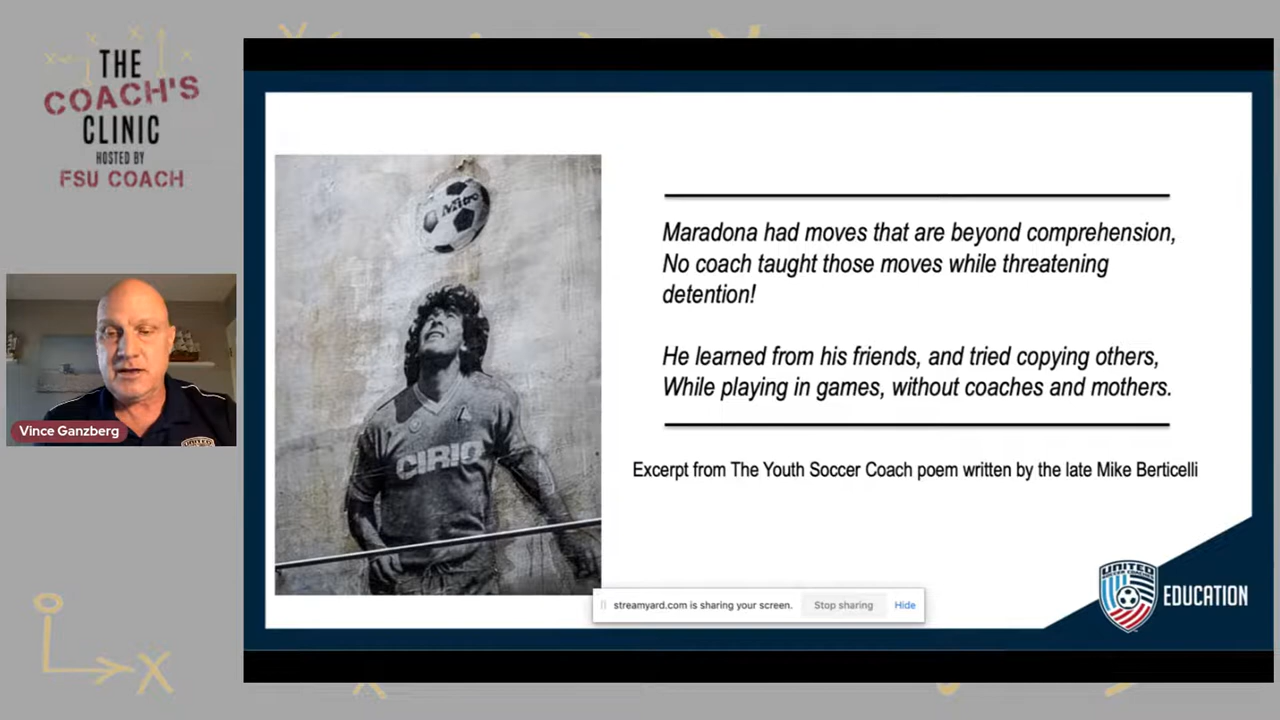 THE
COACH'S
CLINIC
HOSTED BY
FSU COACH
Vince Ganzberg
UNITED
Mitre
CIRIO
Maradona had moves that are beyond comprehension,
No coach taught those moves while threatening
detention!
He learned from his friends, and tried copying others,
While playing in games, without coaches and mothers.
Excerpt from The Youth Soccer Coach poem written by the late Mike Berticelli
streamyard.com is sharing your screen.
Stop sharing
Hide
UNITED
SOCCER COACHES
EDUCATION